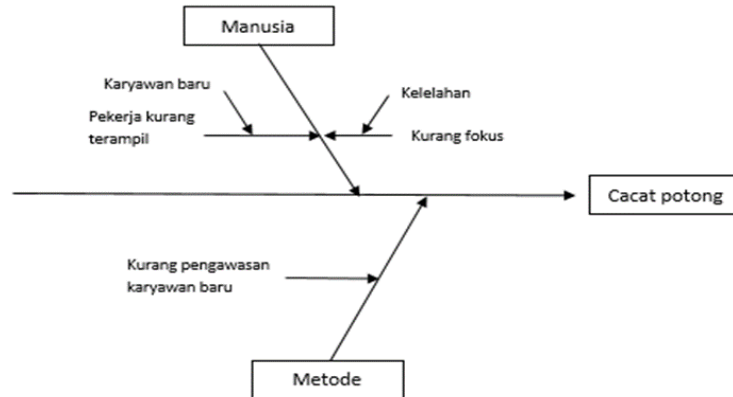 Manusia
Karyawan baru
Kelelahan
Pekerja kurang
terampil
Kurang fokus
Cacat potong
Kurang pengawasan
karyawan baru
Metode